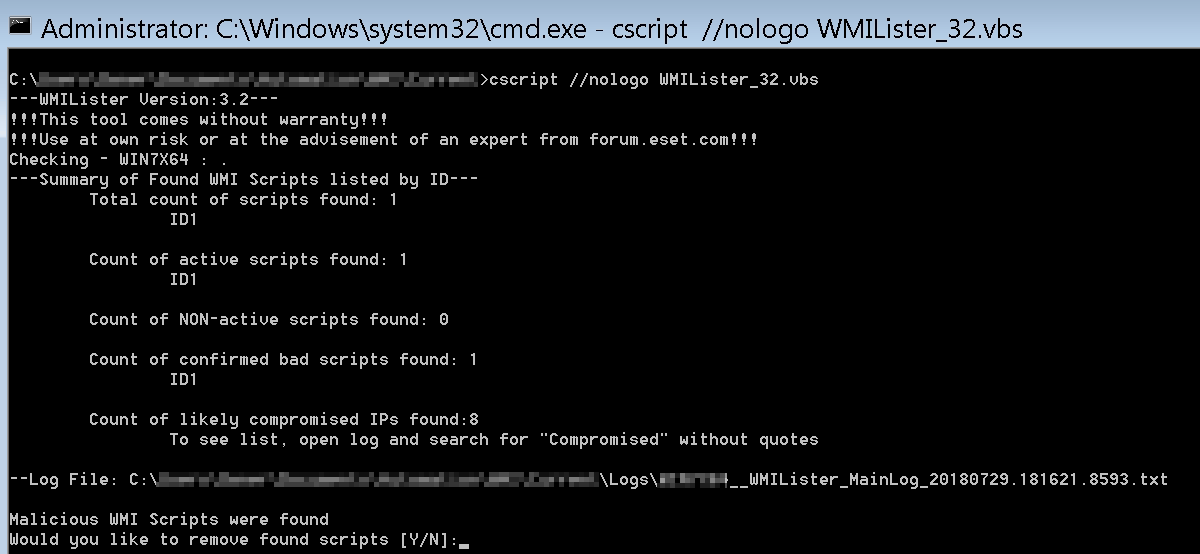 Administrator: C:\Windows\system32\cmd.exe - cscript  //nologo WMILister_32.vbs
C:\>cscript //nologo WMILister_32.vbs
---WMILister Version:3.2---
!!!This tool comes without warranty!!!
!!!Use at own risk or at the advisement of an expert from forum.eset.com!!!
Checking - WIN7X64 : .
---Summary of Found WMI Scripts listed by ID---
Total count of scripts found: 1
ID1
Count of active scripts found: 1
ID1
Count of NON-active scripts found: 0
Count of confirmed bad scripts found: 1
ID1
Count of likely compromised IPs found:8
To see list, open log and search for "Compromised" without quotes
--Log File: C:\\Logs\__WMILister_MainLog_20180729.181621.8593.txt
Malicious WMI Scripts were found
Would you like to remove found scripts [Y/N]:_